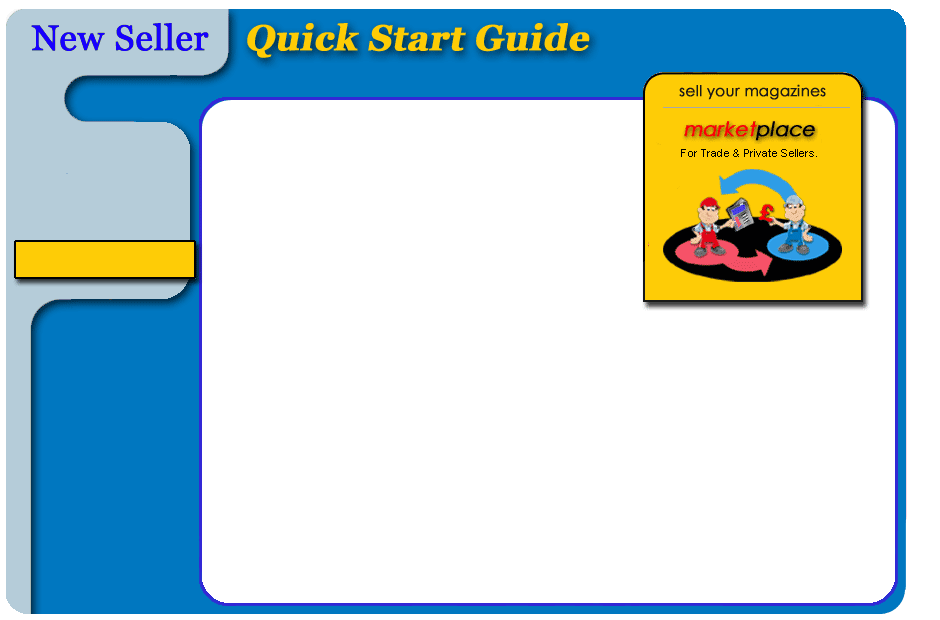 New Seller Quick Start Guide
sell your magazines
marketplace
For Trade & Private Sellers.
£